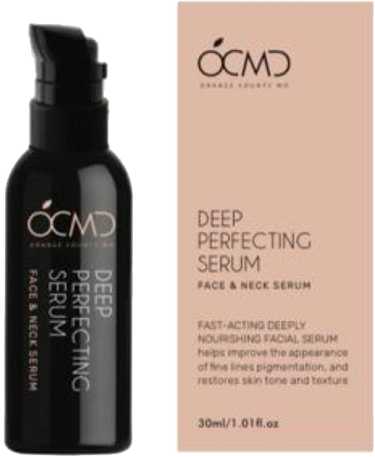 OCMD
ORANGE COUNTY MD
DEEP
PERFECTING
SERUM
FACE & NECK SERUM
OCMD
ORANGE COUNTY MD
DEEP
PERFECTING
SERUM
FACE & NECK SERUM
FAST-ACTING DEEPLY
NOURISHING FACIAL SERUM
helps improve the appearance
of fine lines pigmentation, and
restores skin tone and texture
30ml/1.01fl.oz